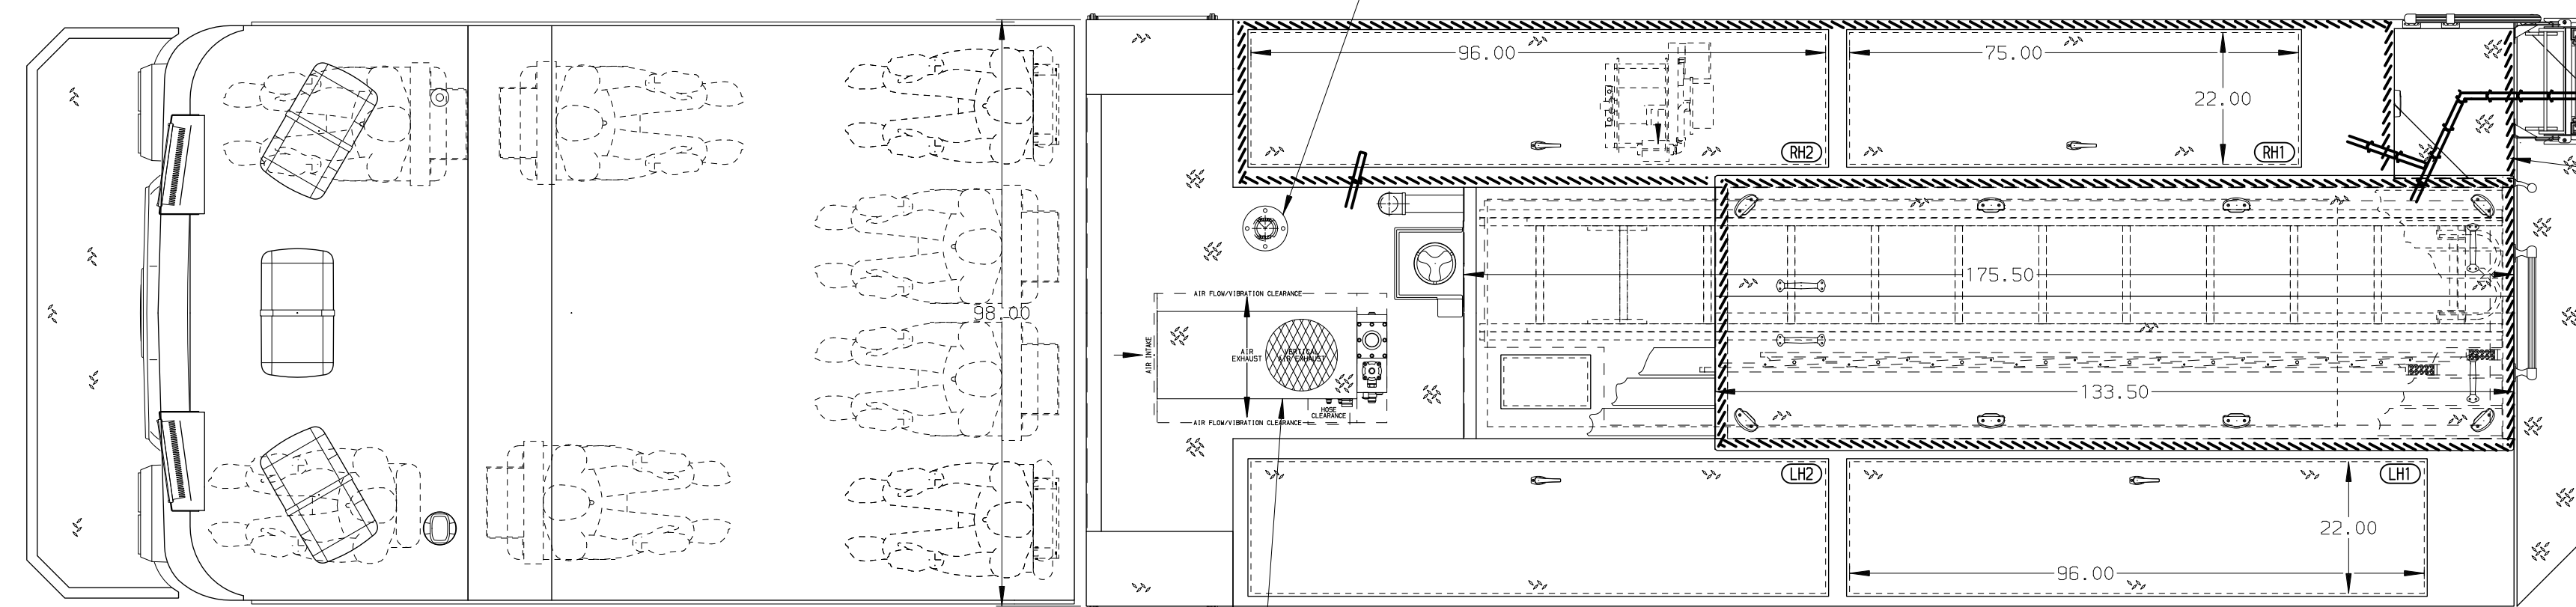 96.00
75.00
22.00
RH2
RH1
98.00
175.50
AIR FLOW/VIBRATION CLEARANCE
AIR INTAKE
AIR
EXHAUST
VERTICAL
AIR EXHAUST
HOSE
CLEARANCE
AIR FLOW/VIBRATION CLEARANCE
133.50
LH2
LH1
22.00
96.00